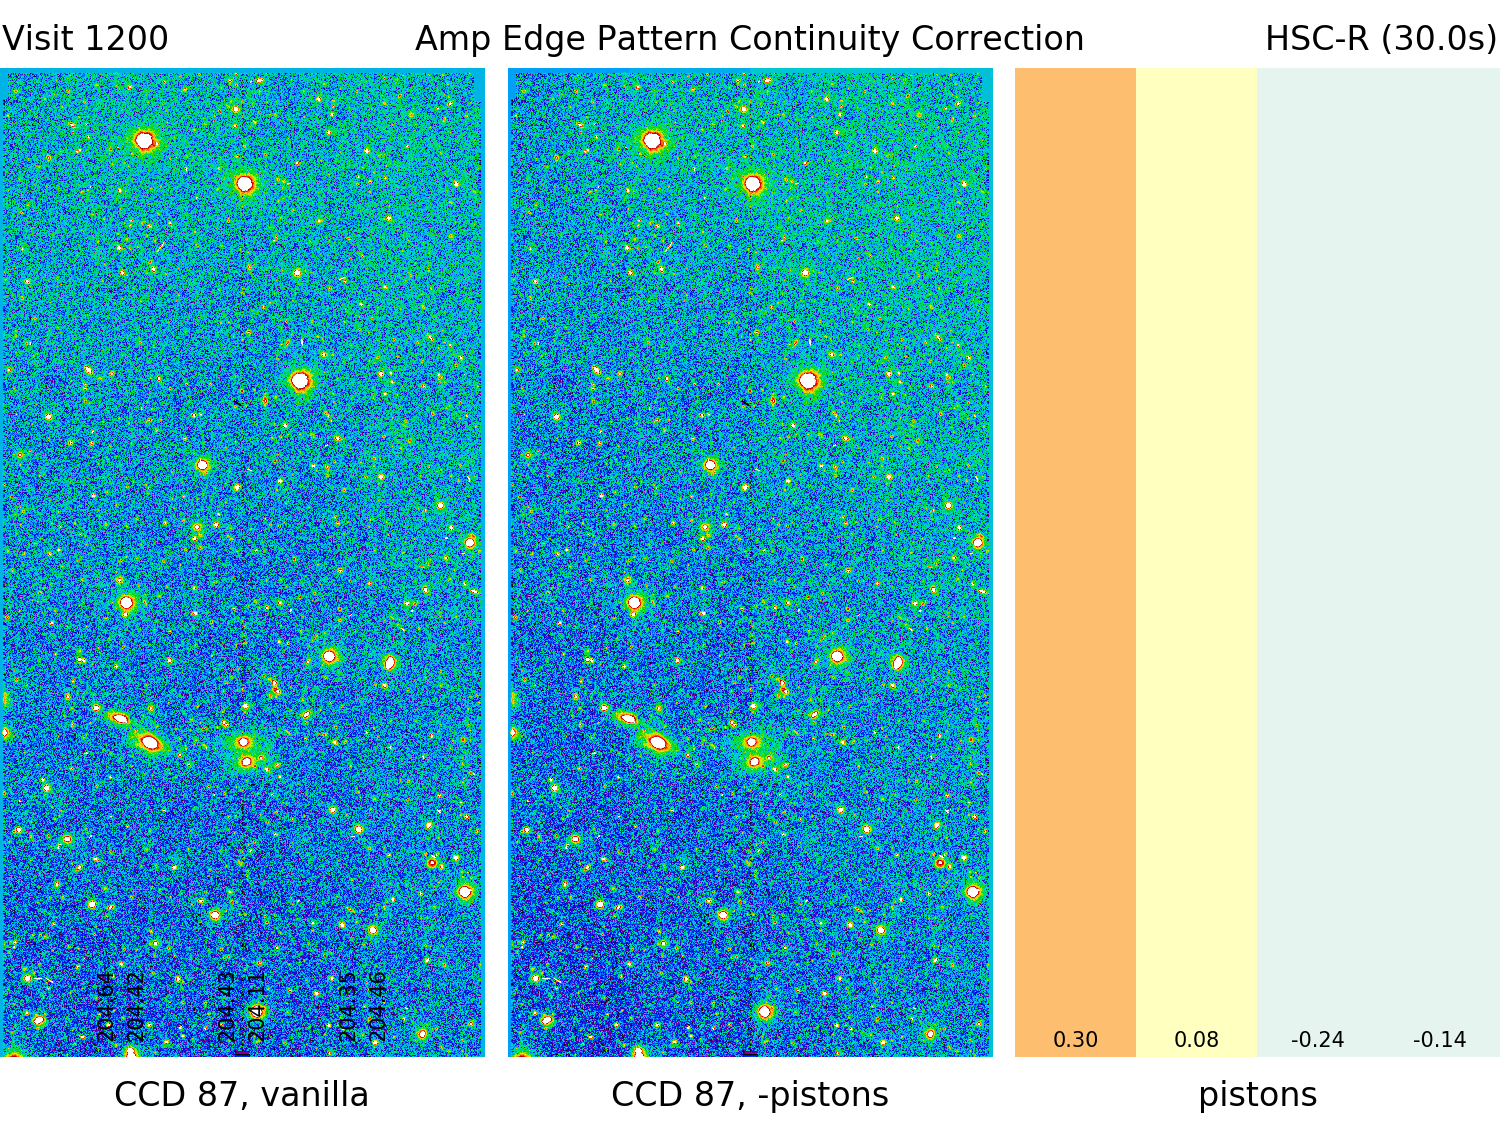 Visit 1200
Amp Edge Pattern Continuity Correction
HSC-R (30.0s)
204.64
204.42
204.43
204.11
204.35
204.46
0.30
0.08
-0.24
-0.14
CCD 87, vanilla
CCD 87, -pistons
pistons